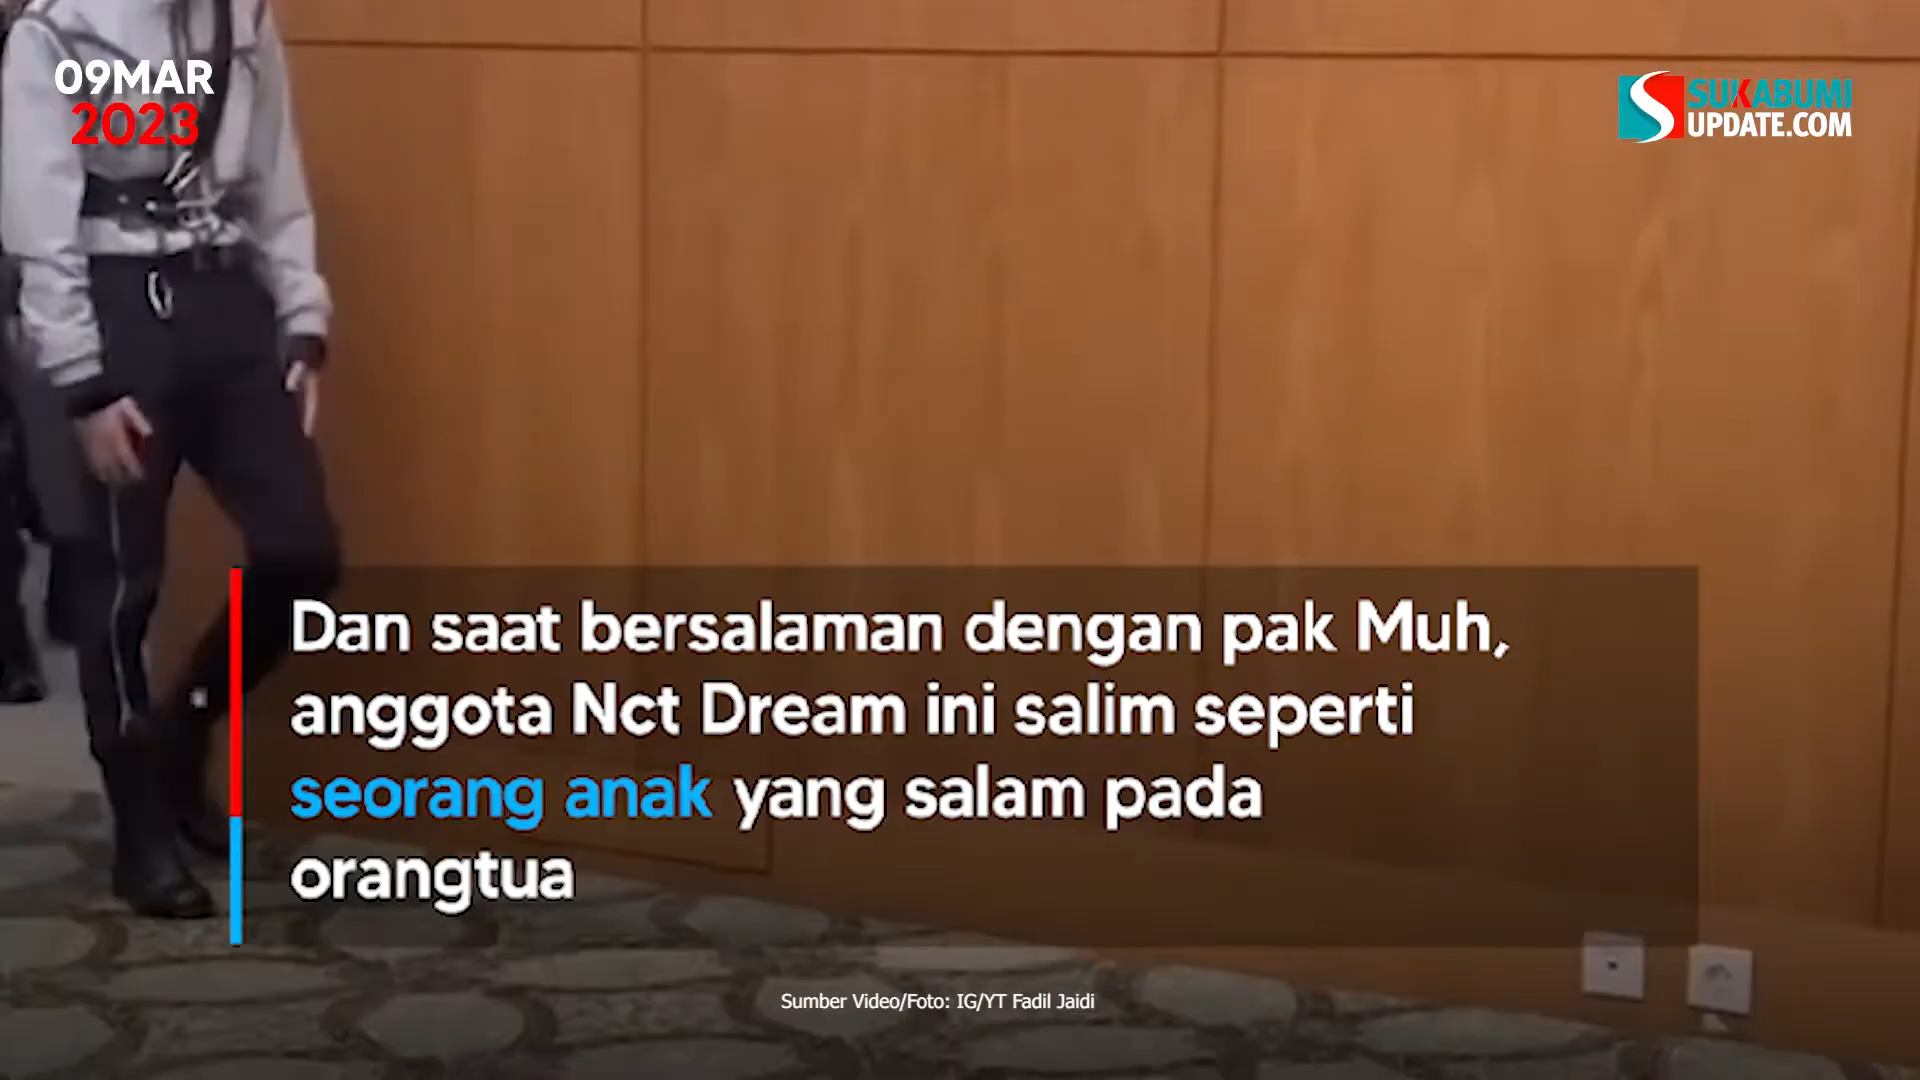 09MAR
2023
SUKABUMI
UPDATE.COM
Dan saat bersalaman dengan pak Muh,
anggota Nct Dream ini salim seperti
seorang anak yang salam pada
orangtua
Sumber Video/Foto: IG/YT Fadil Jaidi